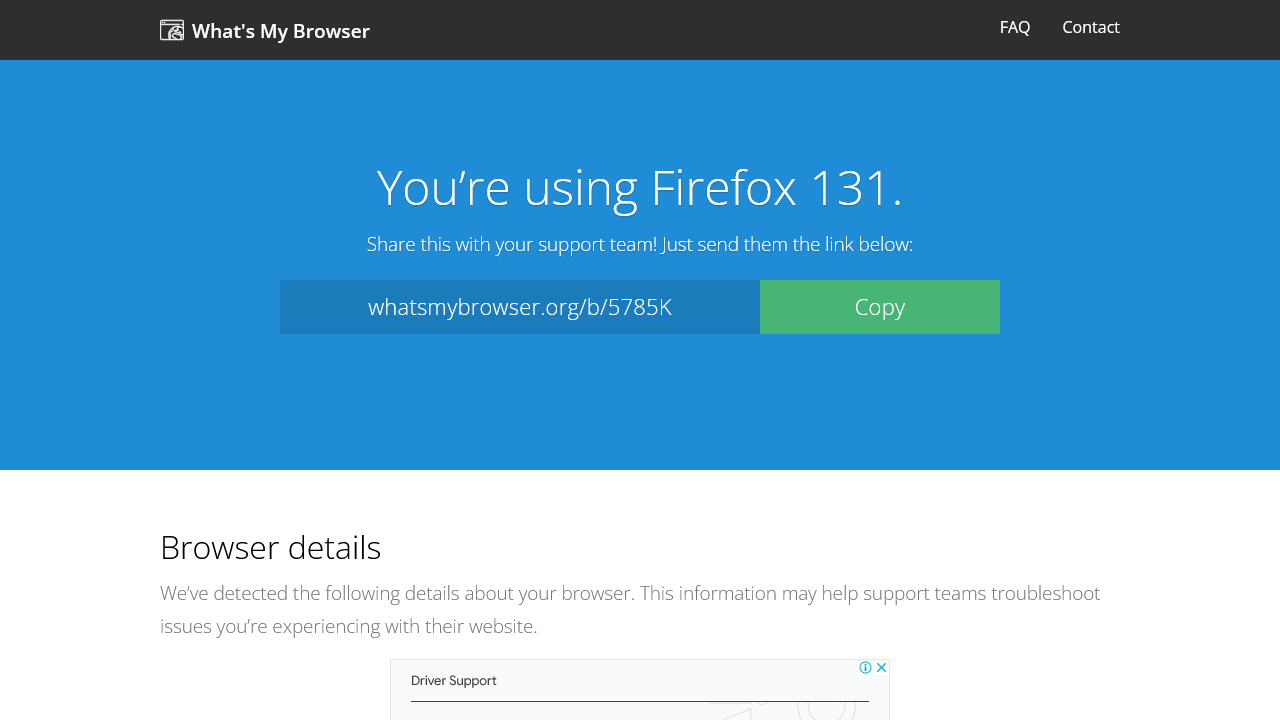 What's My Browser
FAQ
Contact
You’re using Firefox 131.
Share this with your support team! Just send them the link below:
whatsmybrowser.org/b/5785K
Copy
Browser details
We’ve detected the following details about your browser. This information may help support teams troubleshoot
issues you’re experiencing with their website.
Driver Support